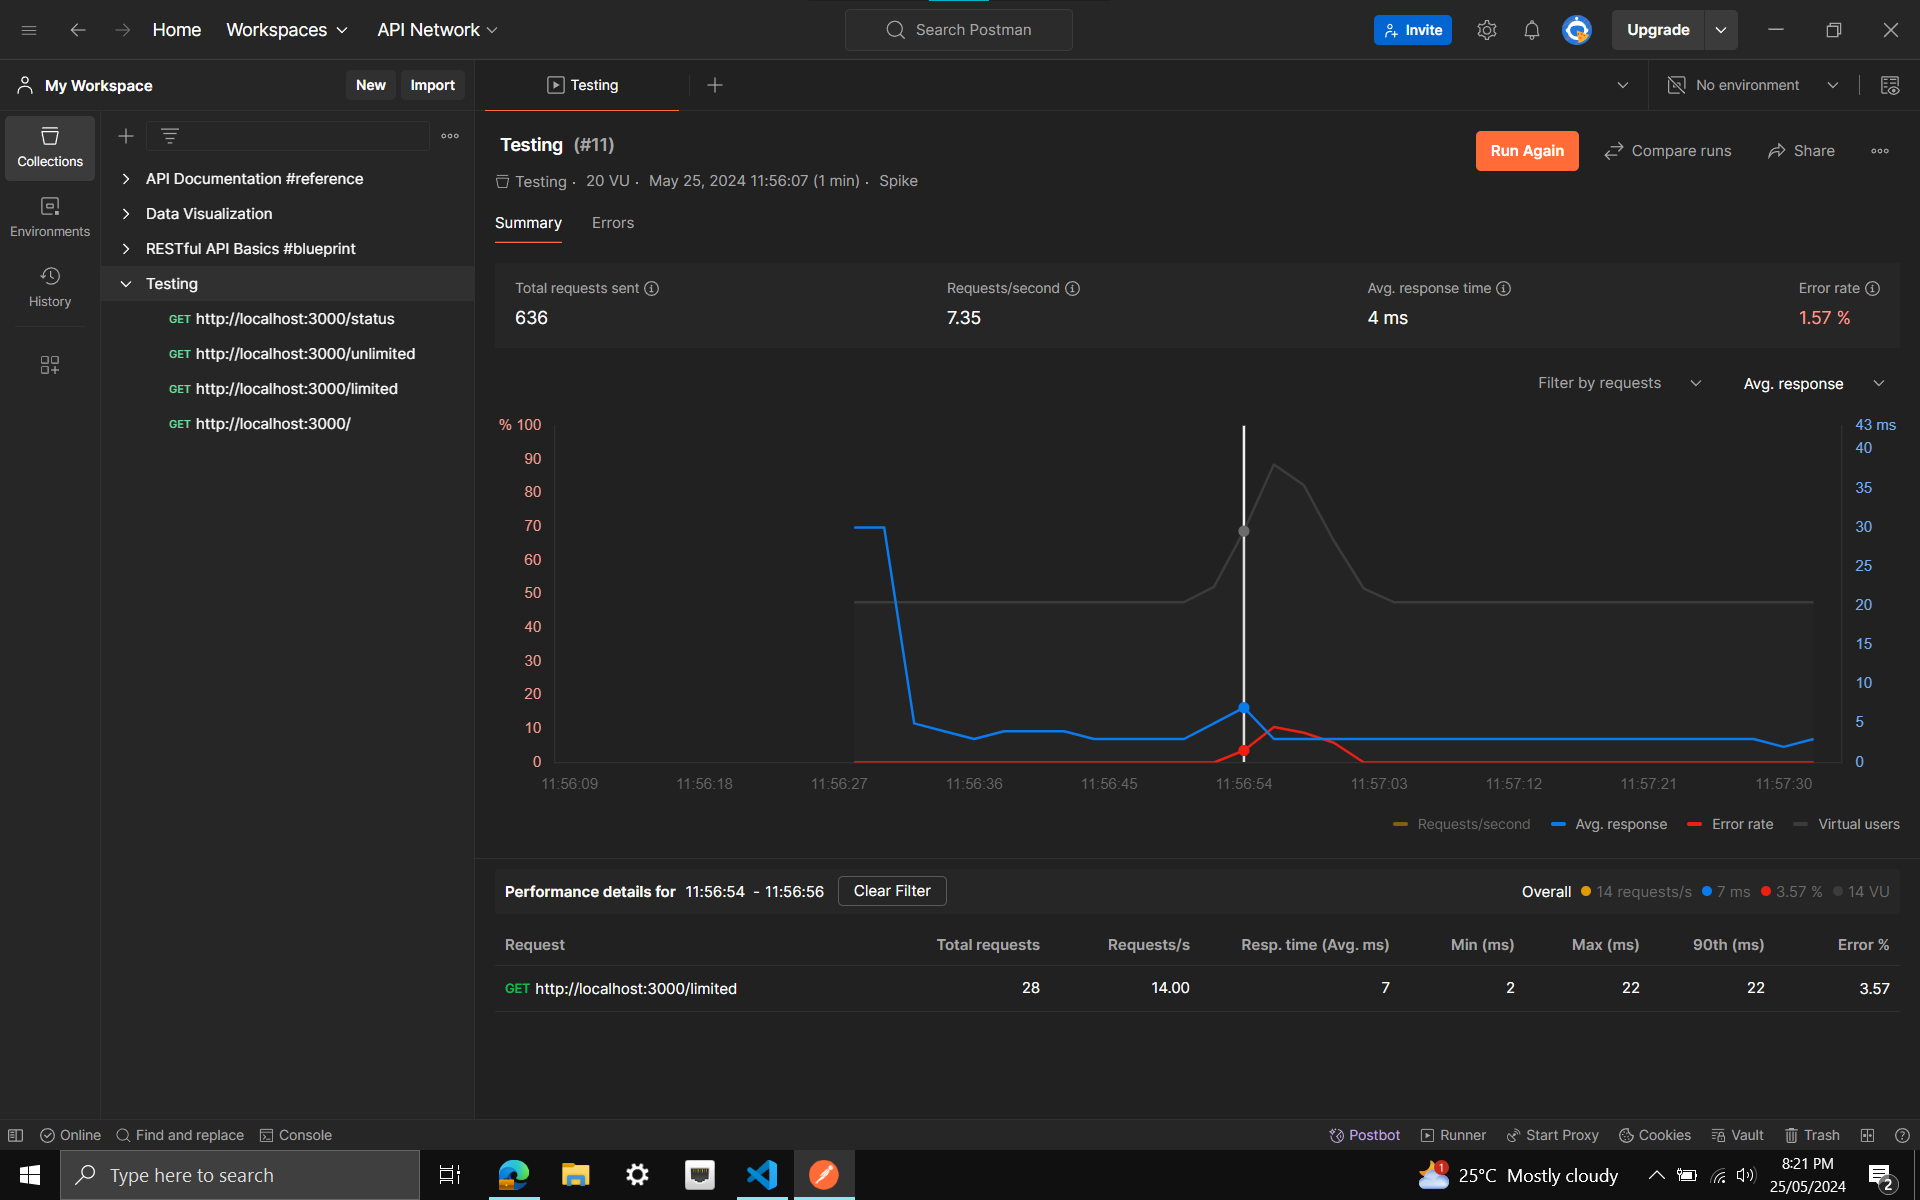 Home Workspaces API Network Search Postman Invite Upgrade
My Workspace New Import Testing No environment
Collections
Environments
History
API Documentation #reference
Data Visualization
RESTful API Basics #blueprint
Testing
GET http://localhost:3000/status
GET http://localhost:3000/unlimited
GET http://localhost:3000/limited
GET http://localhost:3000/
Testing (#11) Run Again Compare runs Share
Testing · 20 VU · May 25, 2024 11:56:07 (1 min) · Spike
Summary Errors
Total requests sent Requests/second Avg. response time Error rate
636 7.35 4 ms 1.57 %
Filter by requests Avg. response
% 100 43 ms
40
90
80 35
70 30
60 25
50 20
40
30 15
20 10
10 5
0 0
11:56:09 11:56:18 11:56:27 11:56:36 11:56:45 11:56:54 11:57:03 11:57:12 11:57:21 11:57:30
Requests/second Avg. response Error rate Virtual users
Performance details for 11:56:54 - 11:56:56 Clear Filter Overall 14 requests/s 7 ms 3.57 % 14 VU
Request Total requests Requests/s Resp. time (Avg. ms) Min (ms) Max (ms) 90th (ms) Error %
GET http://localhost:3000/limited 28 14.00 7 2 22 22 3.57
Online Find and replace Console Postbot Runner Start Proxy Cookies Vault Trash
Type here to search 1 25°C Mostly cloudy 8:21 PM
25/05/2024 2